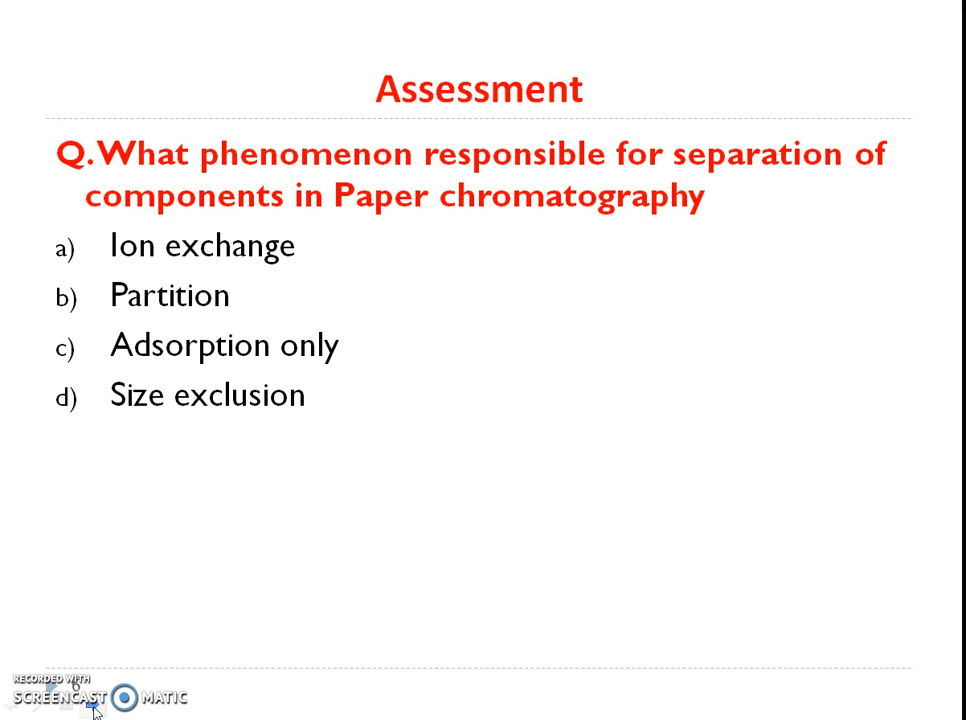 Assessment
Q. What phenomenon responsible for separation of
components in Paper chromatography
a) Ion exchange
b) Partition
c) Adsorption only
d) Size exclusion
RECORDED WITH
6
SCREENCAST MATIC